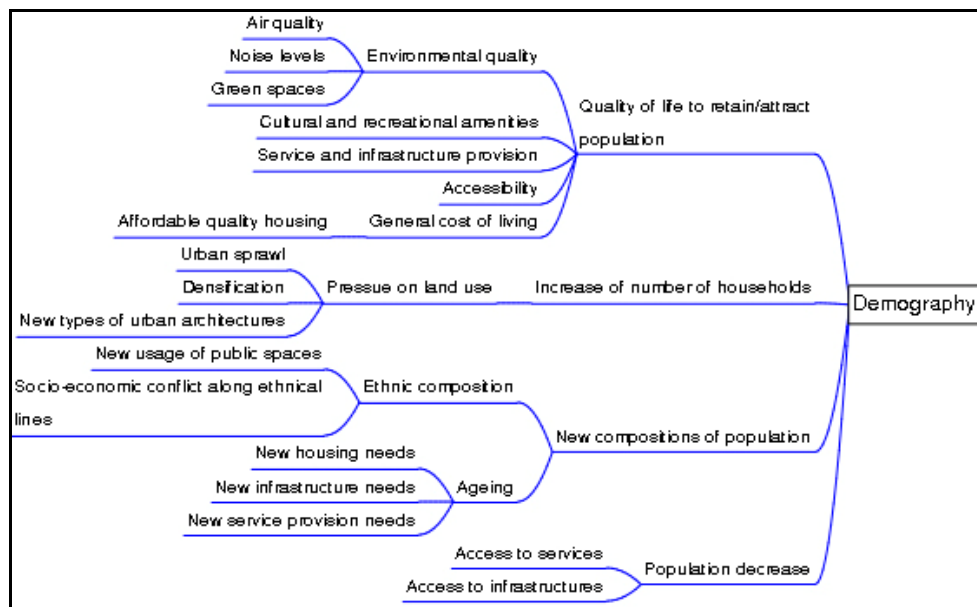 Air quality
Noise levels
Environmental quality
Green spaces
Quality of life to retain/attract
population
Cultural and recreational amenities
Service and infrastructure provision
Accessibility
Affordable quality housing
General cost of living
Urban sprawl
Densification
Pressue on land use
Increase of number of households
Demography
New types of urban architectures
New usage of public spaces
Socio-economic conflict along ethnical
lines
Ethnic composition
New compositions of population
New housing needs
New infrastructure needs
Ageing
New service provision needs
Access to services
Population decrease
Access to infrastructures